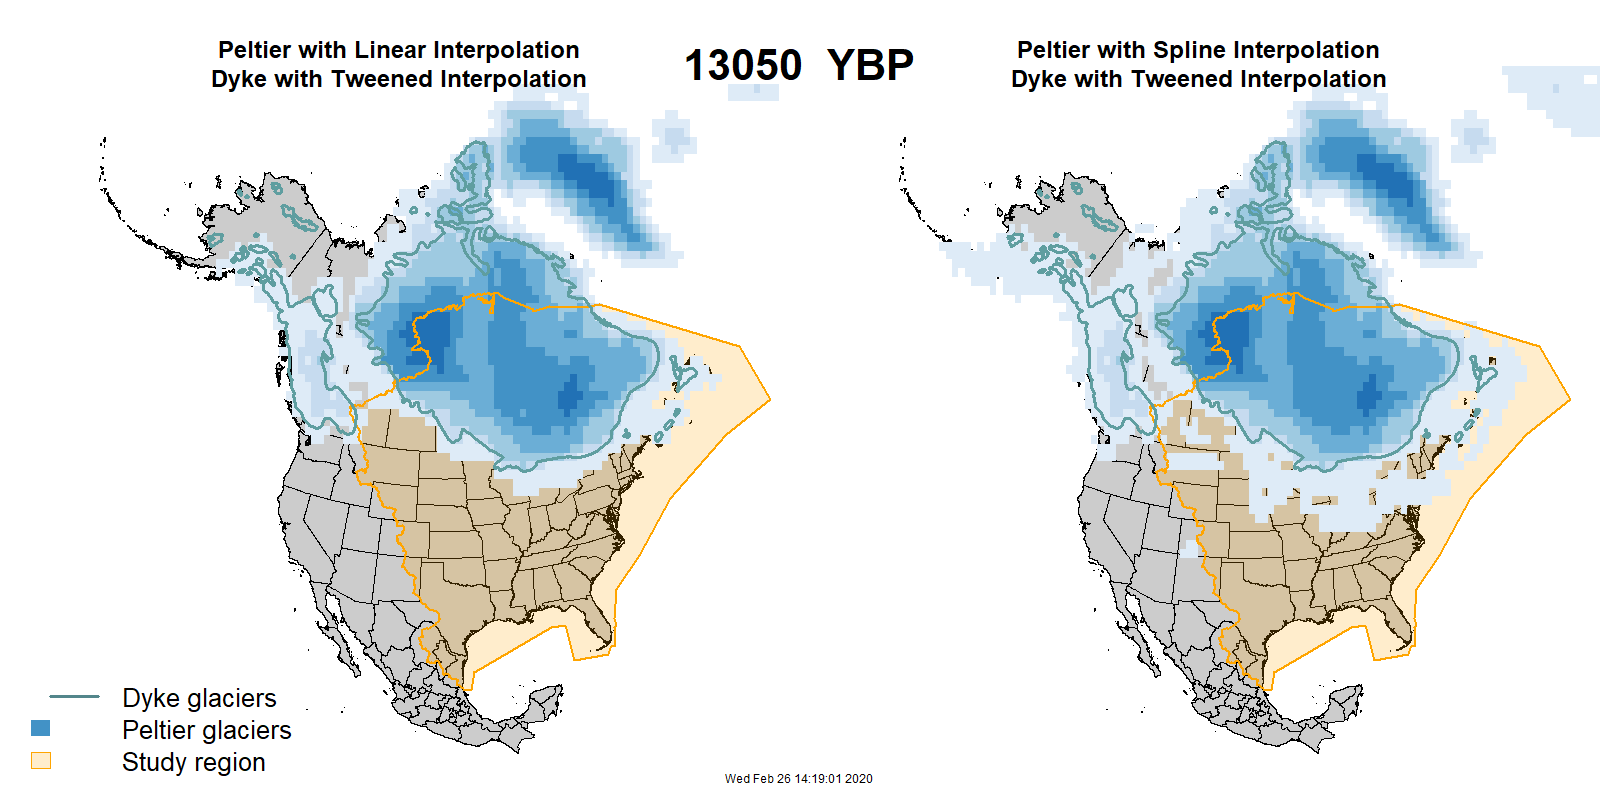 Peltier with Linear Interpolation
Dyke with Tweened Interpolation
13050 YBP
Peltier with Spline Interpolation
Dyke with Tweened Interpolation
Dyke glaciers
Peltier glaciers
Study region
Wed Feb 26 14:19:01 2020